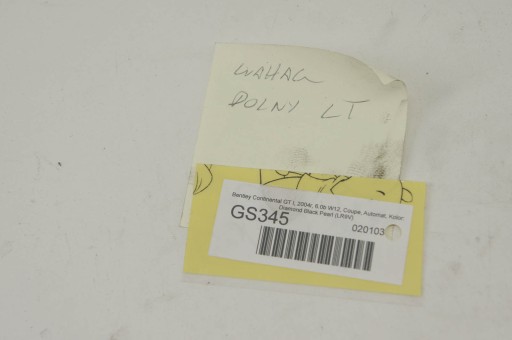 WAHACZ
DOLNY LT
Bentley Continental GT I, 2004r, 6.0b W12, Coupe, Automat, Kolor:
Diamond Black Pearl (LR9V)
GS345
020103